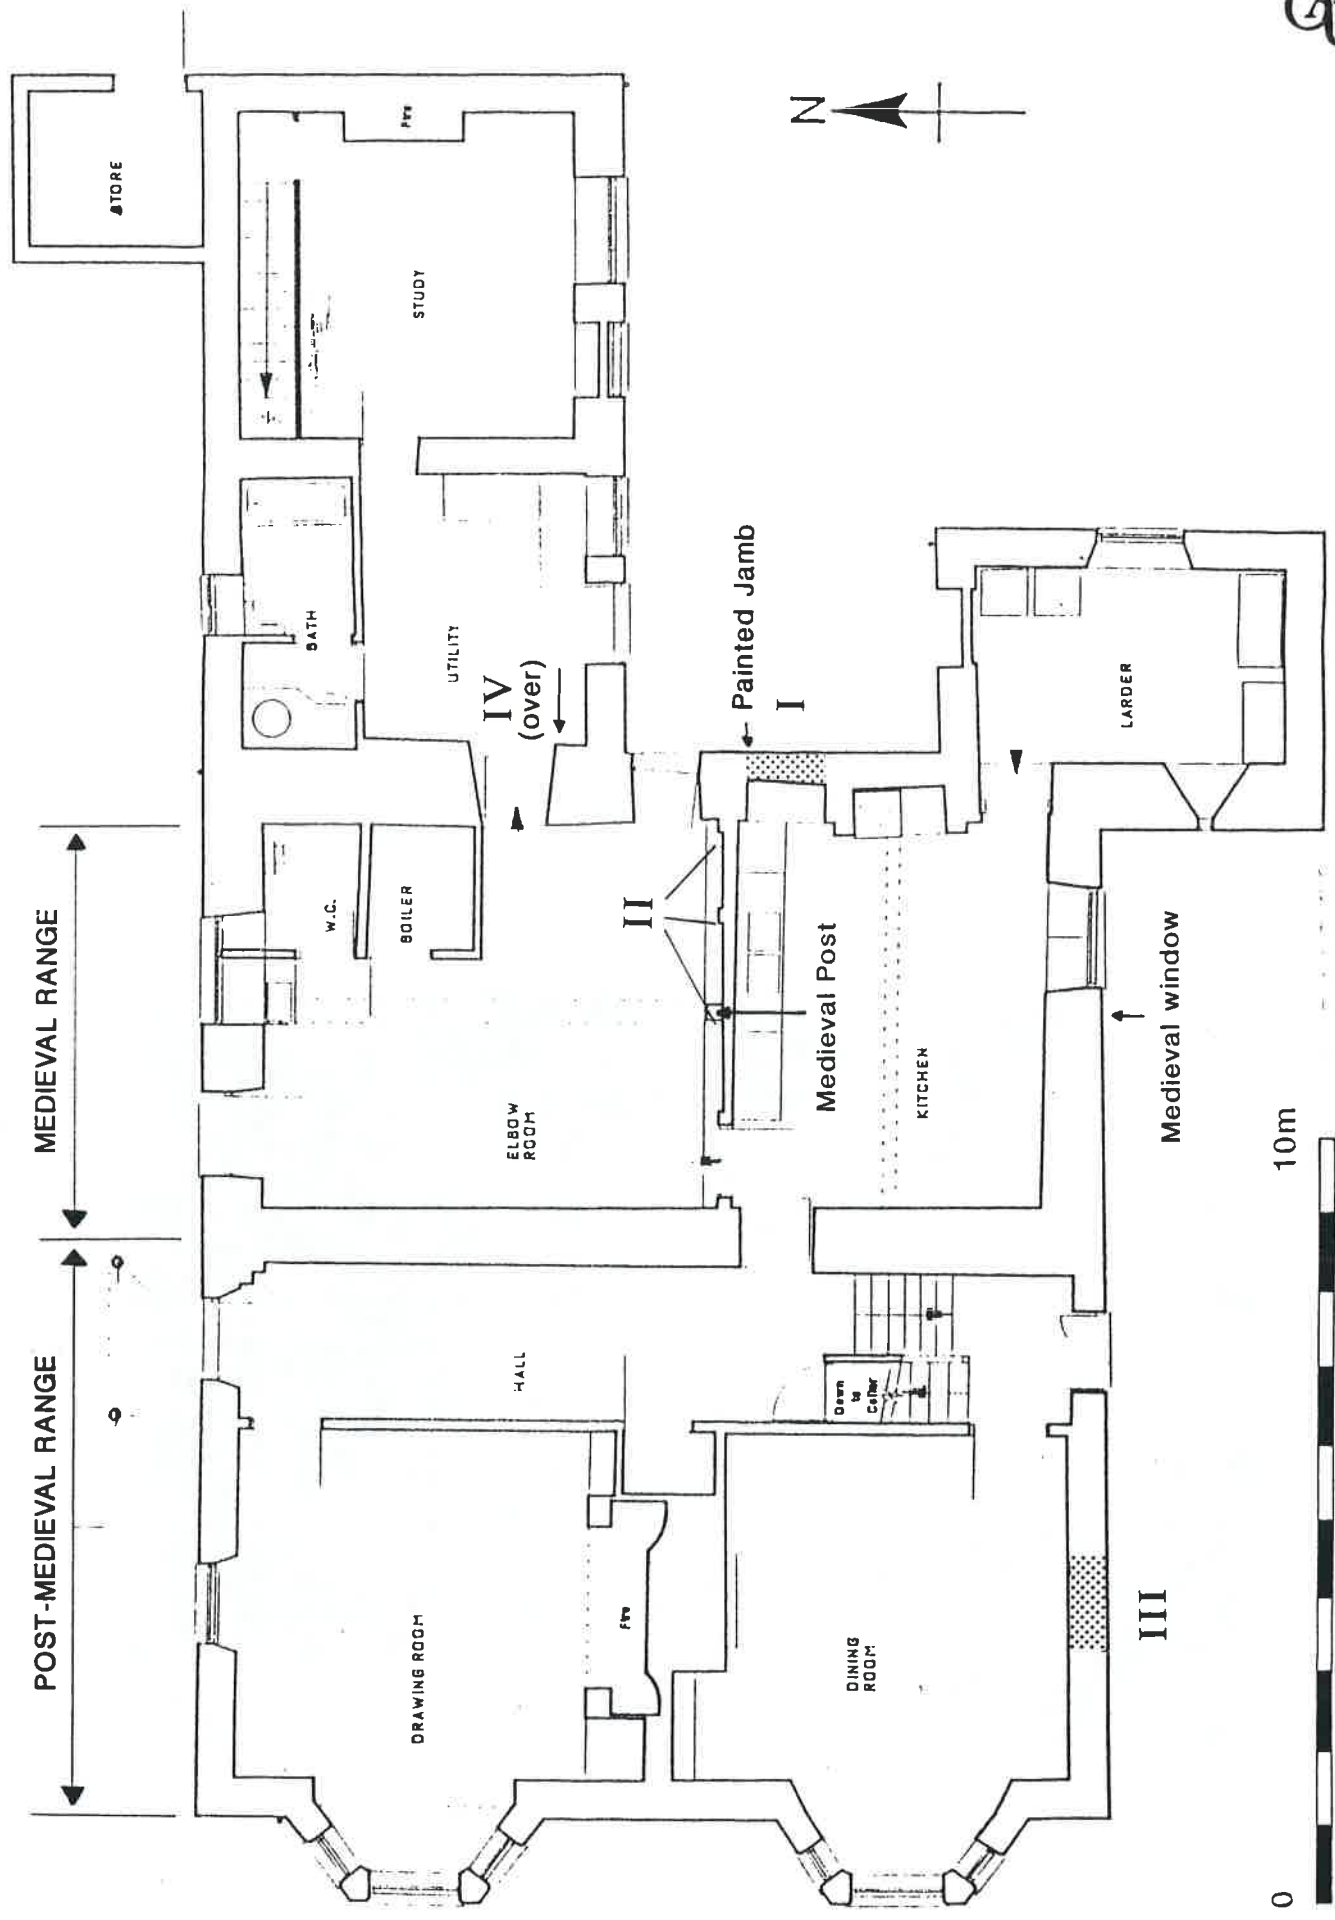 POST-MEDIEVAL RANGE
MEDIEVAL RANGE
STORE
Fire
STUDY
BATH
UTILITY
IV
(over)
N
W.C.
BOILER
II
Painted Jamb
I
ELBOW
ROOM
Medieval Post
KITCHEN
LARDER
HALL
Down
to
Cellar
DRAWING ROOM
Fire
DINING
ROOM
III
Medieval window
0
10m